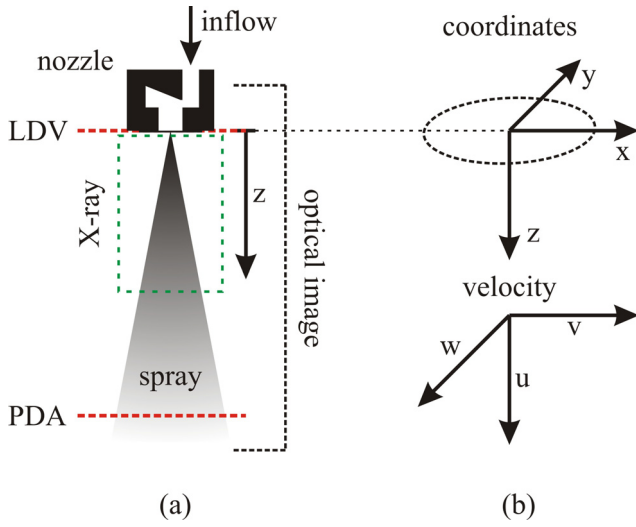 inflow
nozzle
LDV
X-ray
z
optical image
spray
PDA
(a)
coordinates
y
x
z
velocity
w
v
u
(b)